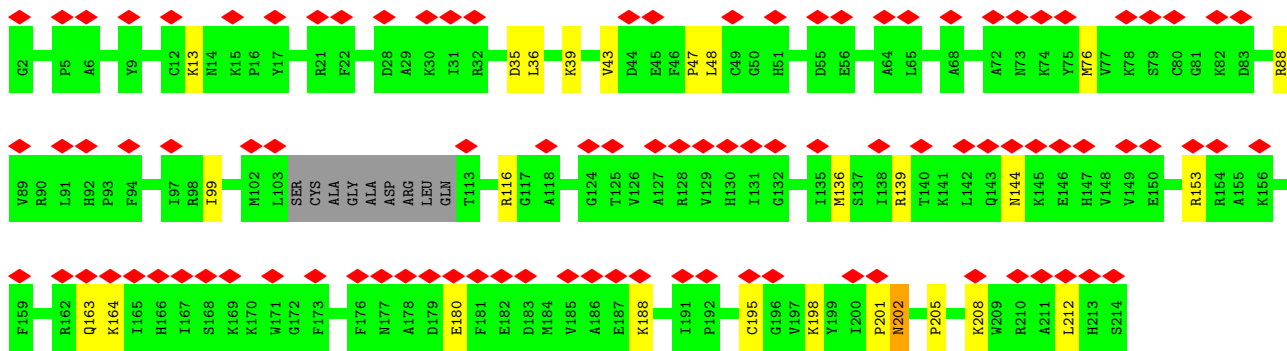 G2 P5 A6 Y9 C12 K13 N14 K15 P16 Y17 R21 F22 D28 A29 K30 I31 R32 D35 L36 K39 V43 D44 E45 F46 P47 L48 C49 G50 H51 D55 E56 A64 L65 A68 A72 N73 K74 Y75 M76 V77 K78 S79 C80 G81 K82 D83 R88
V89 R90 L91 H92 P93 F94 I97 R98 I99 M102 L103 SER CYS ALA GLY ALA ASP ARG LEU GLN T113 R116 G117 A118 G124 T125 V126 A127 R128 V129 H130 I131 G132 I135 M136 S137 I138 R139 T140 K141 L142 Q143 N144 K145 E146 H147 V148 V149 E150 R153 R154 A155 K156
F159 R162 Q163 K164 I165 H166 I167 S168 K169 K170 W171 G172 F173 F176 N177 A178 D179 E180 F181 E182 D183 M184 V185 A186 E187 K188 I191 P192 C195 G196 V197 K198 Y199 I200 P201 N202 P205 K208 W209 R210 A211 L212 H213 S214